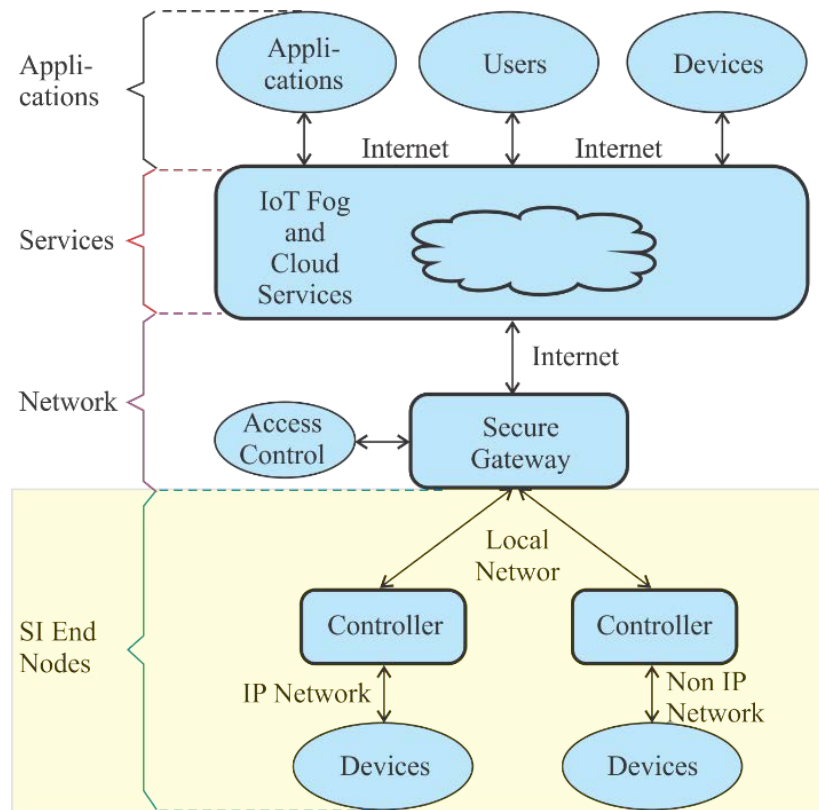 Appli-
cations
Appli-
cations
Users
Devices
Internet
Internet
Services
IoT Fog
and
Cloud
Services
Internet
Network
Access
Control
Secure
Gateway
Local
Networ
SI End
Nodes
Controller
Controller
IP Network
Non IP
Network
Devices
Devices